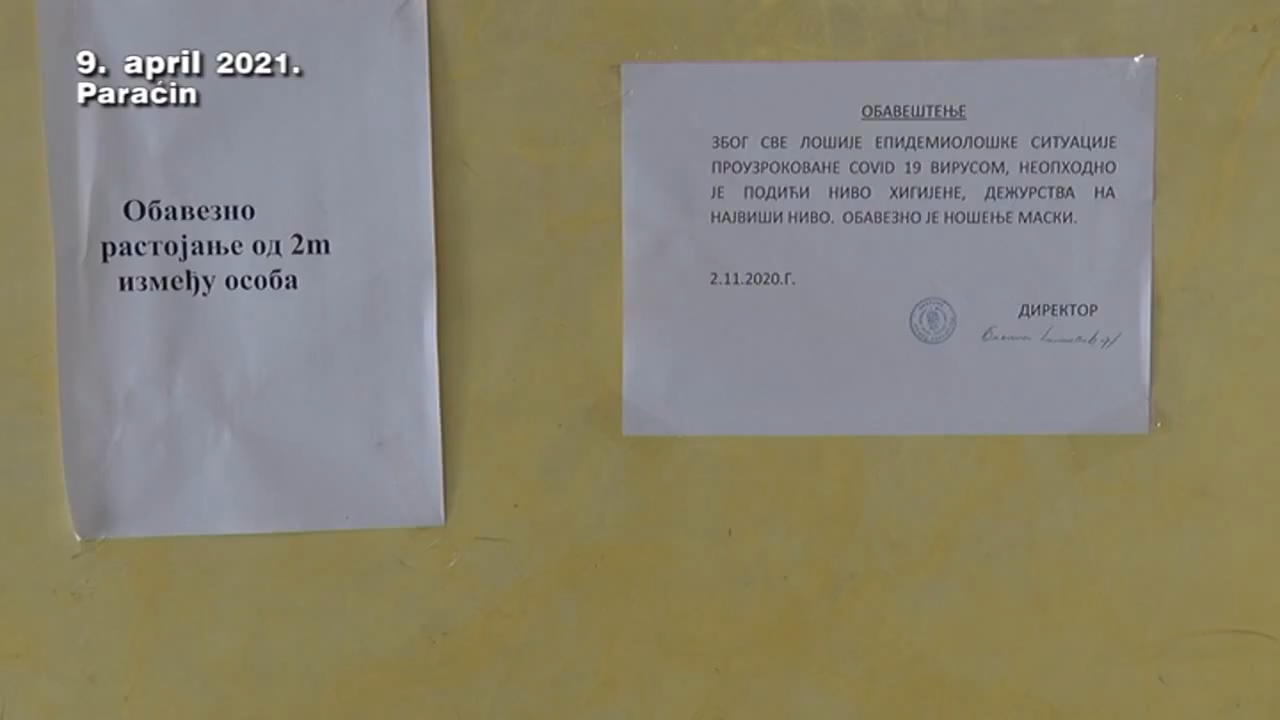 9. april 2021.
Paraćin
Обавезно
растојање од 2m
између особа
ОБАВЕШТЕЊЕ
ЗБОГ СВЕ ЛОШИЈЕ ЕПИДЕМИОЛОШКЕ СИТУАЦИЈЕ
ПРОУЗРОКОВАНЕ COVID 19 ВИРУСОМ, НЕОПХОДНО
ЈЕ ПОДИЋИ НИВО ХИГИЈЕНЕ, ДЕЖУРСТВА НА
НАЈВИШИ НИВО. ОБАВЕЗНО ЈЕ НОШЕЊЕ МАСКИ.
2.11.2020.Г.
ДИРЕКТОР